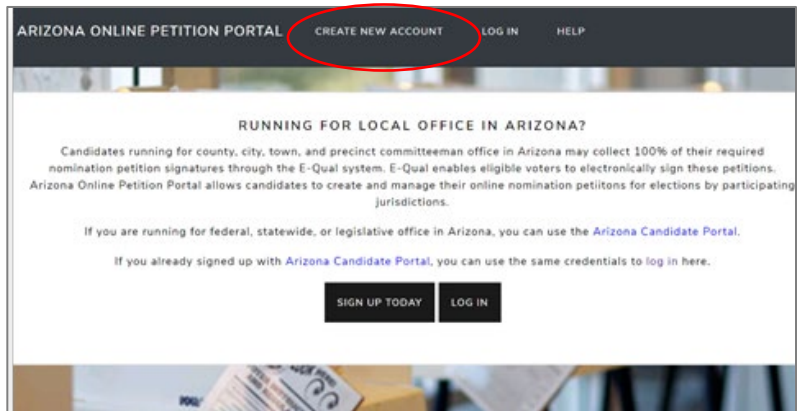 ARIZONA ONLINE PETITION PORTAL CREATE NEW ACCOUNT LOG IN HELP
RUNNING FOR LOCAL OFFICE IN ARIZONA?
Candidates running for county, city, town, and precinct committeeman office in Arizona may collect 100% of their required
nomination petition signatures through the E-Qual system. E-Qual enables eligible voters to electronically sign these petitions.
Arizona Online Petition Portal allows candidates to create and manage their online nomination petiitons for elections by participating
jurisdictions.
If you are running for federal, statewide, or legislative office in Arizona, you can use the Arizona Candidate Portal.
If you already signed up with Arizona Candidate Portal, you can use the same credentials to log in here.
SIGN UP TODAY LOG IN